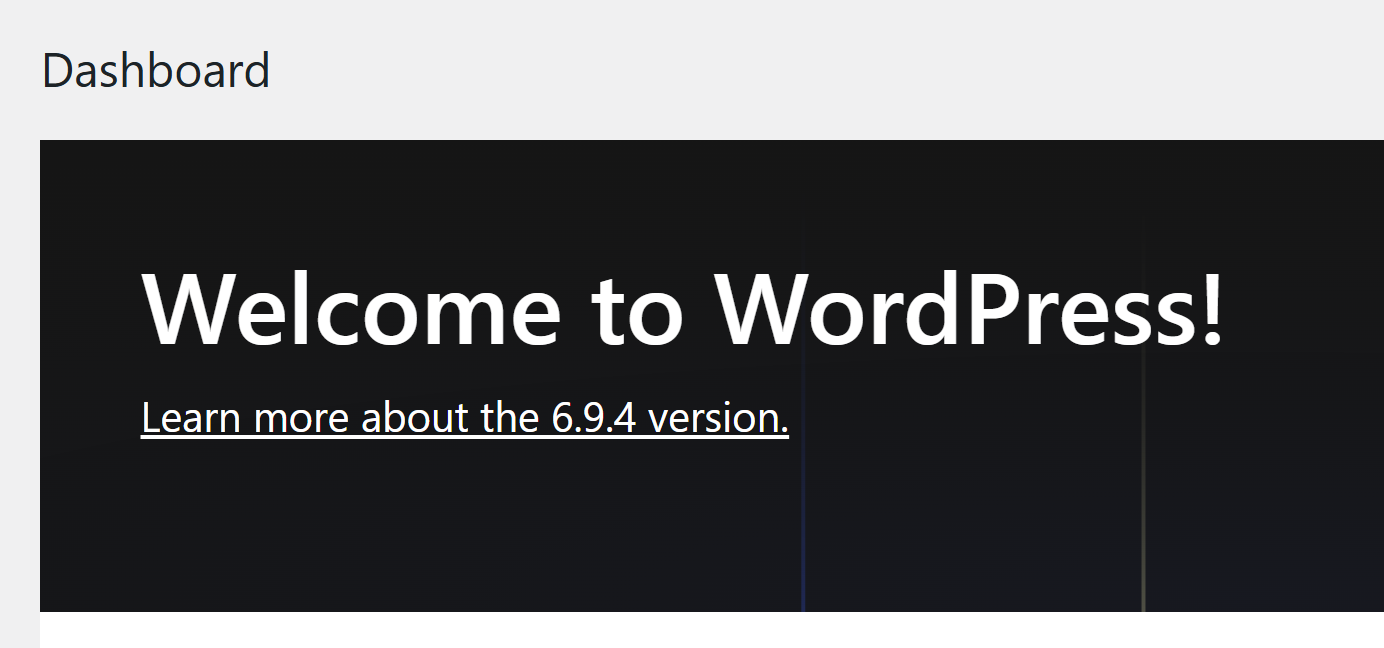 Dashboard
Welcome to WordPress!
Learn more about the 6.9.4 version.